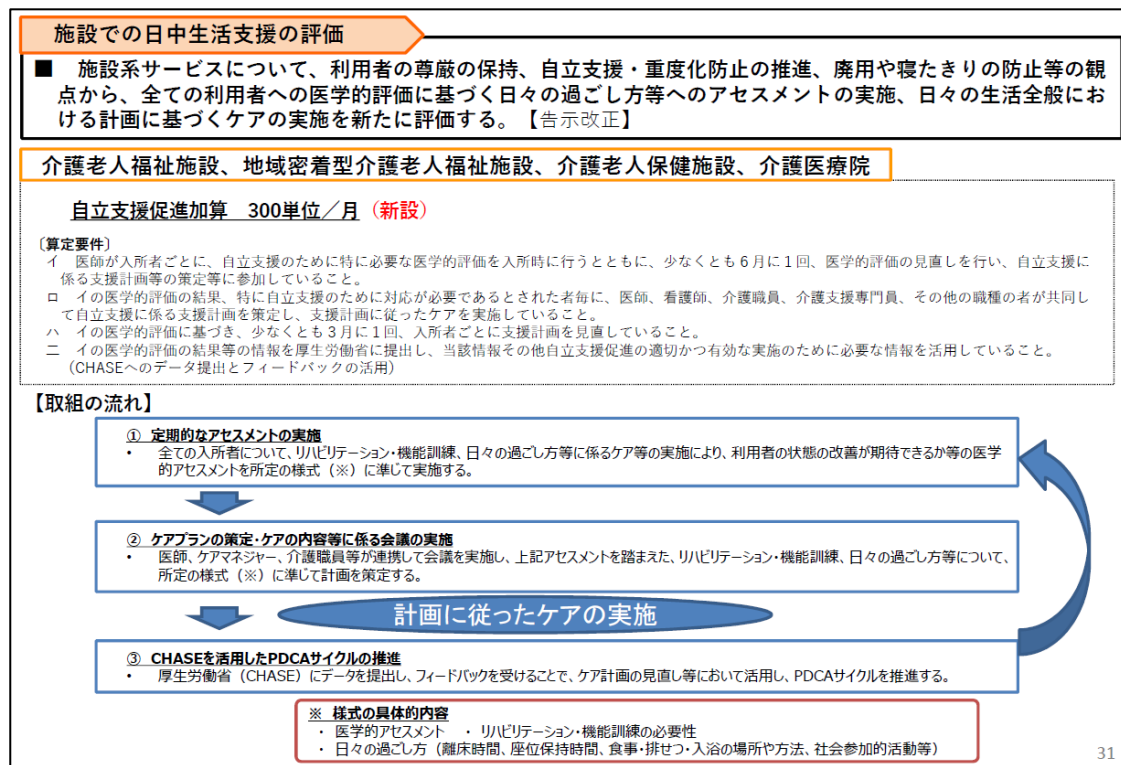 施設での日中生活支援の評価
■ 施設系サービスについて、利用者の尊厳の保持、自立支援・重度化防止の推進、廃用や寝たきりの防止等の観
点から、全ての利用者への医学的評価に基づく日々の過ごし方等へのアセスメントの実施、日々の生活全般にお
ける計画に基づくケアの実施を新たに評価する。【告示改正】
介護老人福祉施設、地域密着型介護老人福祉施設、介護老人保健施設、介護医療院
自立支援促進加算 300単位/月(新設)
〔算定要件〕
イ 医師が入所者ごとに、自立支援のために特に必要な医学的評価を入所時に行うとともに、少なくとも6月に1回、医学的評価の見直しを行い、自立支援に
係る支援計画等の策定等に参加していること。
ロ イの医学的評価の結果、特に自立支援のために対応が必要であるとされた者毎に、医師、看護師、介護職員、介護支援専門員、その他の職種の者が共同し
て自立支援に係る支援計画を策定し、支援計画に従ったケアを実施していること。
ハ イの医学的評価に基づき、少なくとも3月に1回、入所者ごとに支援計画を見直していること。
ニ イの医学的評価の結果等の情報を厚生労働省に提出し、当該情報その他自立支援促進の適切かつ有効な実施のために必要な情報を活用していること。
(CHASEへのデータ提出とフィードバックの活用)
【取組の流れ】
① 定期的なアセスメントの実施
• 全ての入所者について、リハビリテーション・機能訓練、日々の過ごし方等に係るケア等の実施により、利用者の状態の改善が期待できるか等の医学
的アセスメントを所定の様式(※)に準じて実施する。
② ケアプランの策定・ケアの内容等に係る会議の実施
• 医師、ケアマネジャー、介護職員等が連携して会議を実施し、上記アセスメントを踏まえた、リハビリテーション・機能訓練、日々の過ごし方等について、
所定の様式(※)に準じて計画を策定する。
計画に従ったケアの実施
③ CHASEを活用したPDCAサイクルの推進
• 厚生労働省(CHASE)にデータを提出し、フィードバックを受けることで、ケア計画の見直し等において活用し、PDCAサイクルを推進する。
※ 様式の具体的内容
・ 医学的アセスメント ・ リハビリテーション・機能訓練の必要性
・ 日々の過ごし方(離床時間、座位保持時間、食事・排せつ・入浴の場所や方法、社会参加的活動等)
31